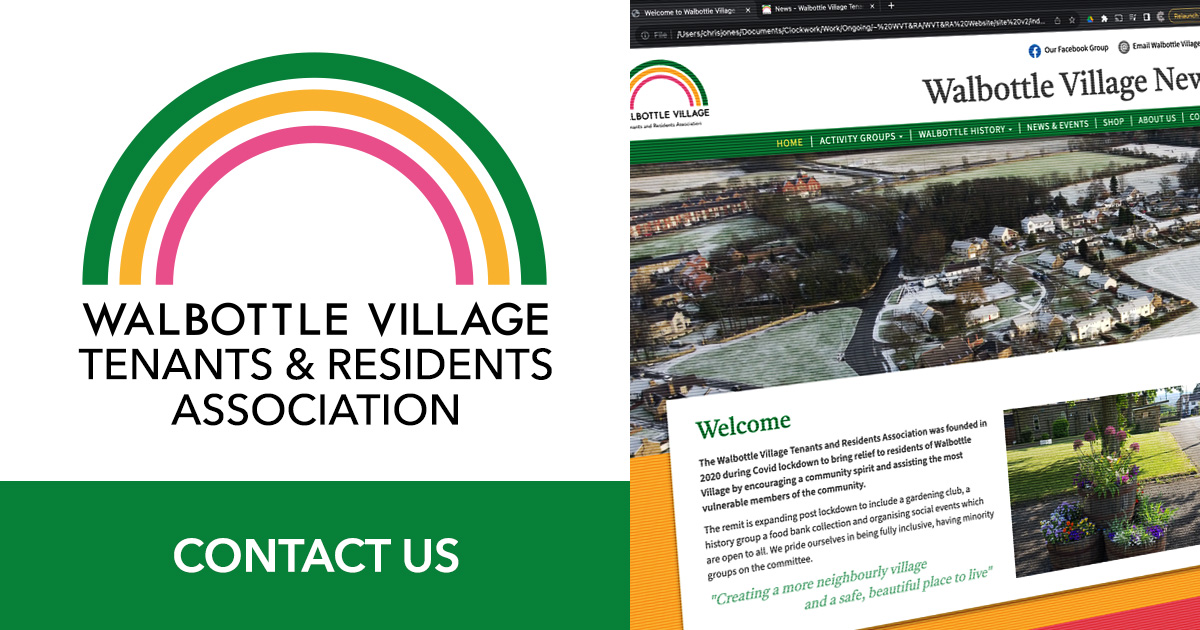 WALBOTTLE VILLAGE
TENANTS & RESIDENTS
ASSOCIATION
CONTACT US
Welcome to Walbottle Village
News - Walbottle Village Ten
File
/Users/chrisjones/Documents/Clockwork/Work/Ongoing/~%20WVT&RA/WVT&RA%20Website/site%20v2/ind...
Relaunch
Our Facebook Group
Email Walbottle Village
LBOTTLE VILLAGE
nants and Residents Association
Walbottle Village New
HOME | ACTIVITY GROUPS | WALBOTTLE HISTORY | NEWS & EVENTS | SHOP | ABOUT US | CO
Welcome
The Walbottle Village Tenants and Residents Association was founded in
2020 during Covid lockdown to bring relief to residents of Walbottle
Village by encouraging a community spirit and assisting the most
vulnerable members of the community.
The remit is expanding post lockdown to include a gardening club, a
history group a food bank collection and organising social events which
are open to all. We pride ourselves in being fully inclusive, having minority
groups on the committee.
"Creating a more neighbourly village
and a safe, beautiful place to live"